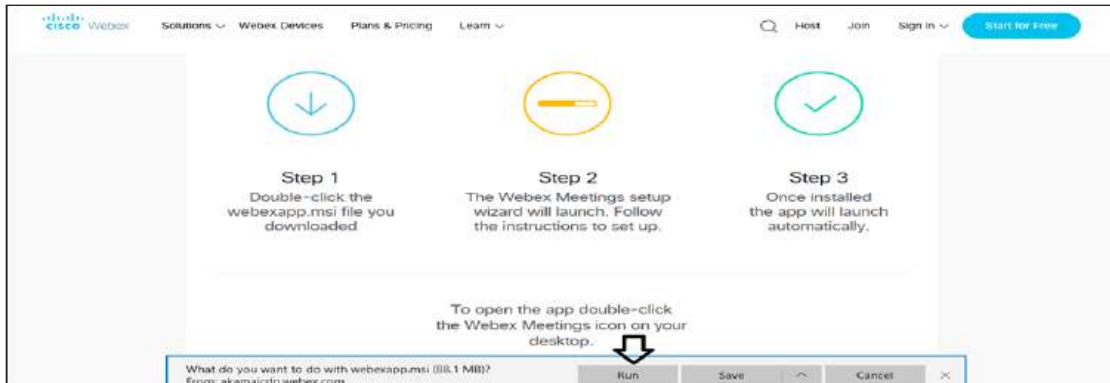 cisco Webex Solutions Webex Devices Plans & Pricing Learn Host Join Sign In Start for Free
Step 1
Double-click the
webexapp.msi file you
downloaded
Step 2
The Webex Meetings setup
wizard will launch. Follow
the instructions to set up.
Step 3
Once installed
the app will launch
automatically.
To open the app double-click
the Webex Meetings icon on your
desktop.
What do you want to do with webexapp.msi (88.1 MB)?
From: akamaicdn.webex.com
Run Save Cancel